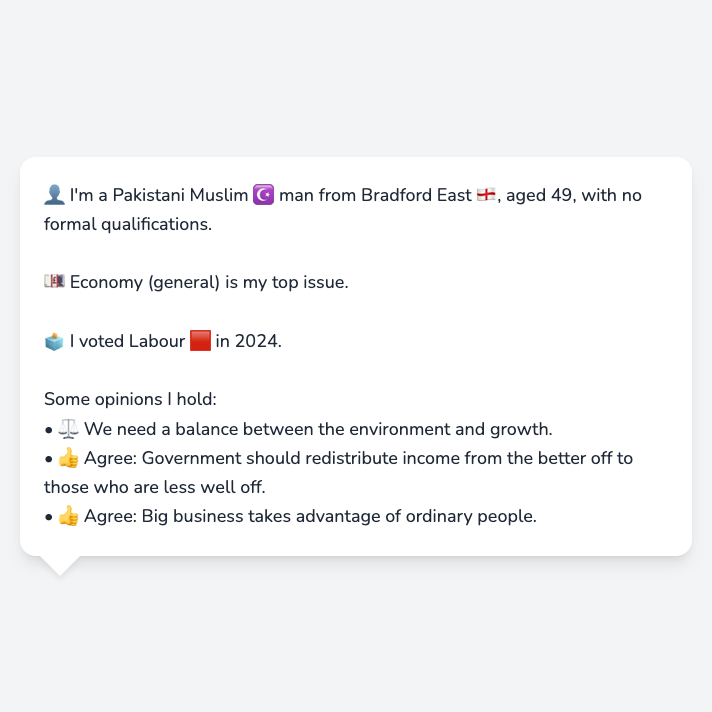 👤 I'm a Pakistani Muslim ☪️ man from Bradford East 🏴󠁧󠁢󠁥󠁮󠁧󠁿, aged 49, with no
formal qualifications.
💷 Economy (general) is my top issue.
🗳️ I voted Labour 🟥 in 2024.
Some opinions I hold:
• ⚖️ We need a balance between the environment and growth.
• 👍 Agree: Government should redistribute income from the better off to
those who are less well off.
• 👍 Agree: Big business takes advantage of ordinary people.